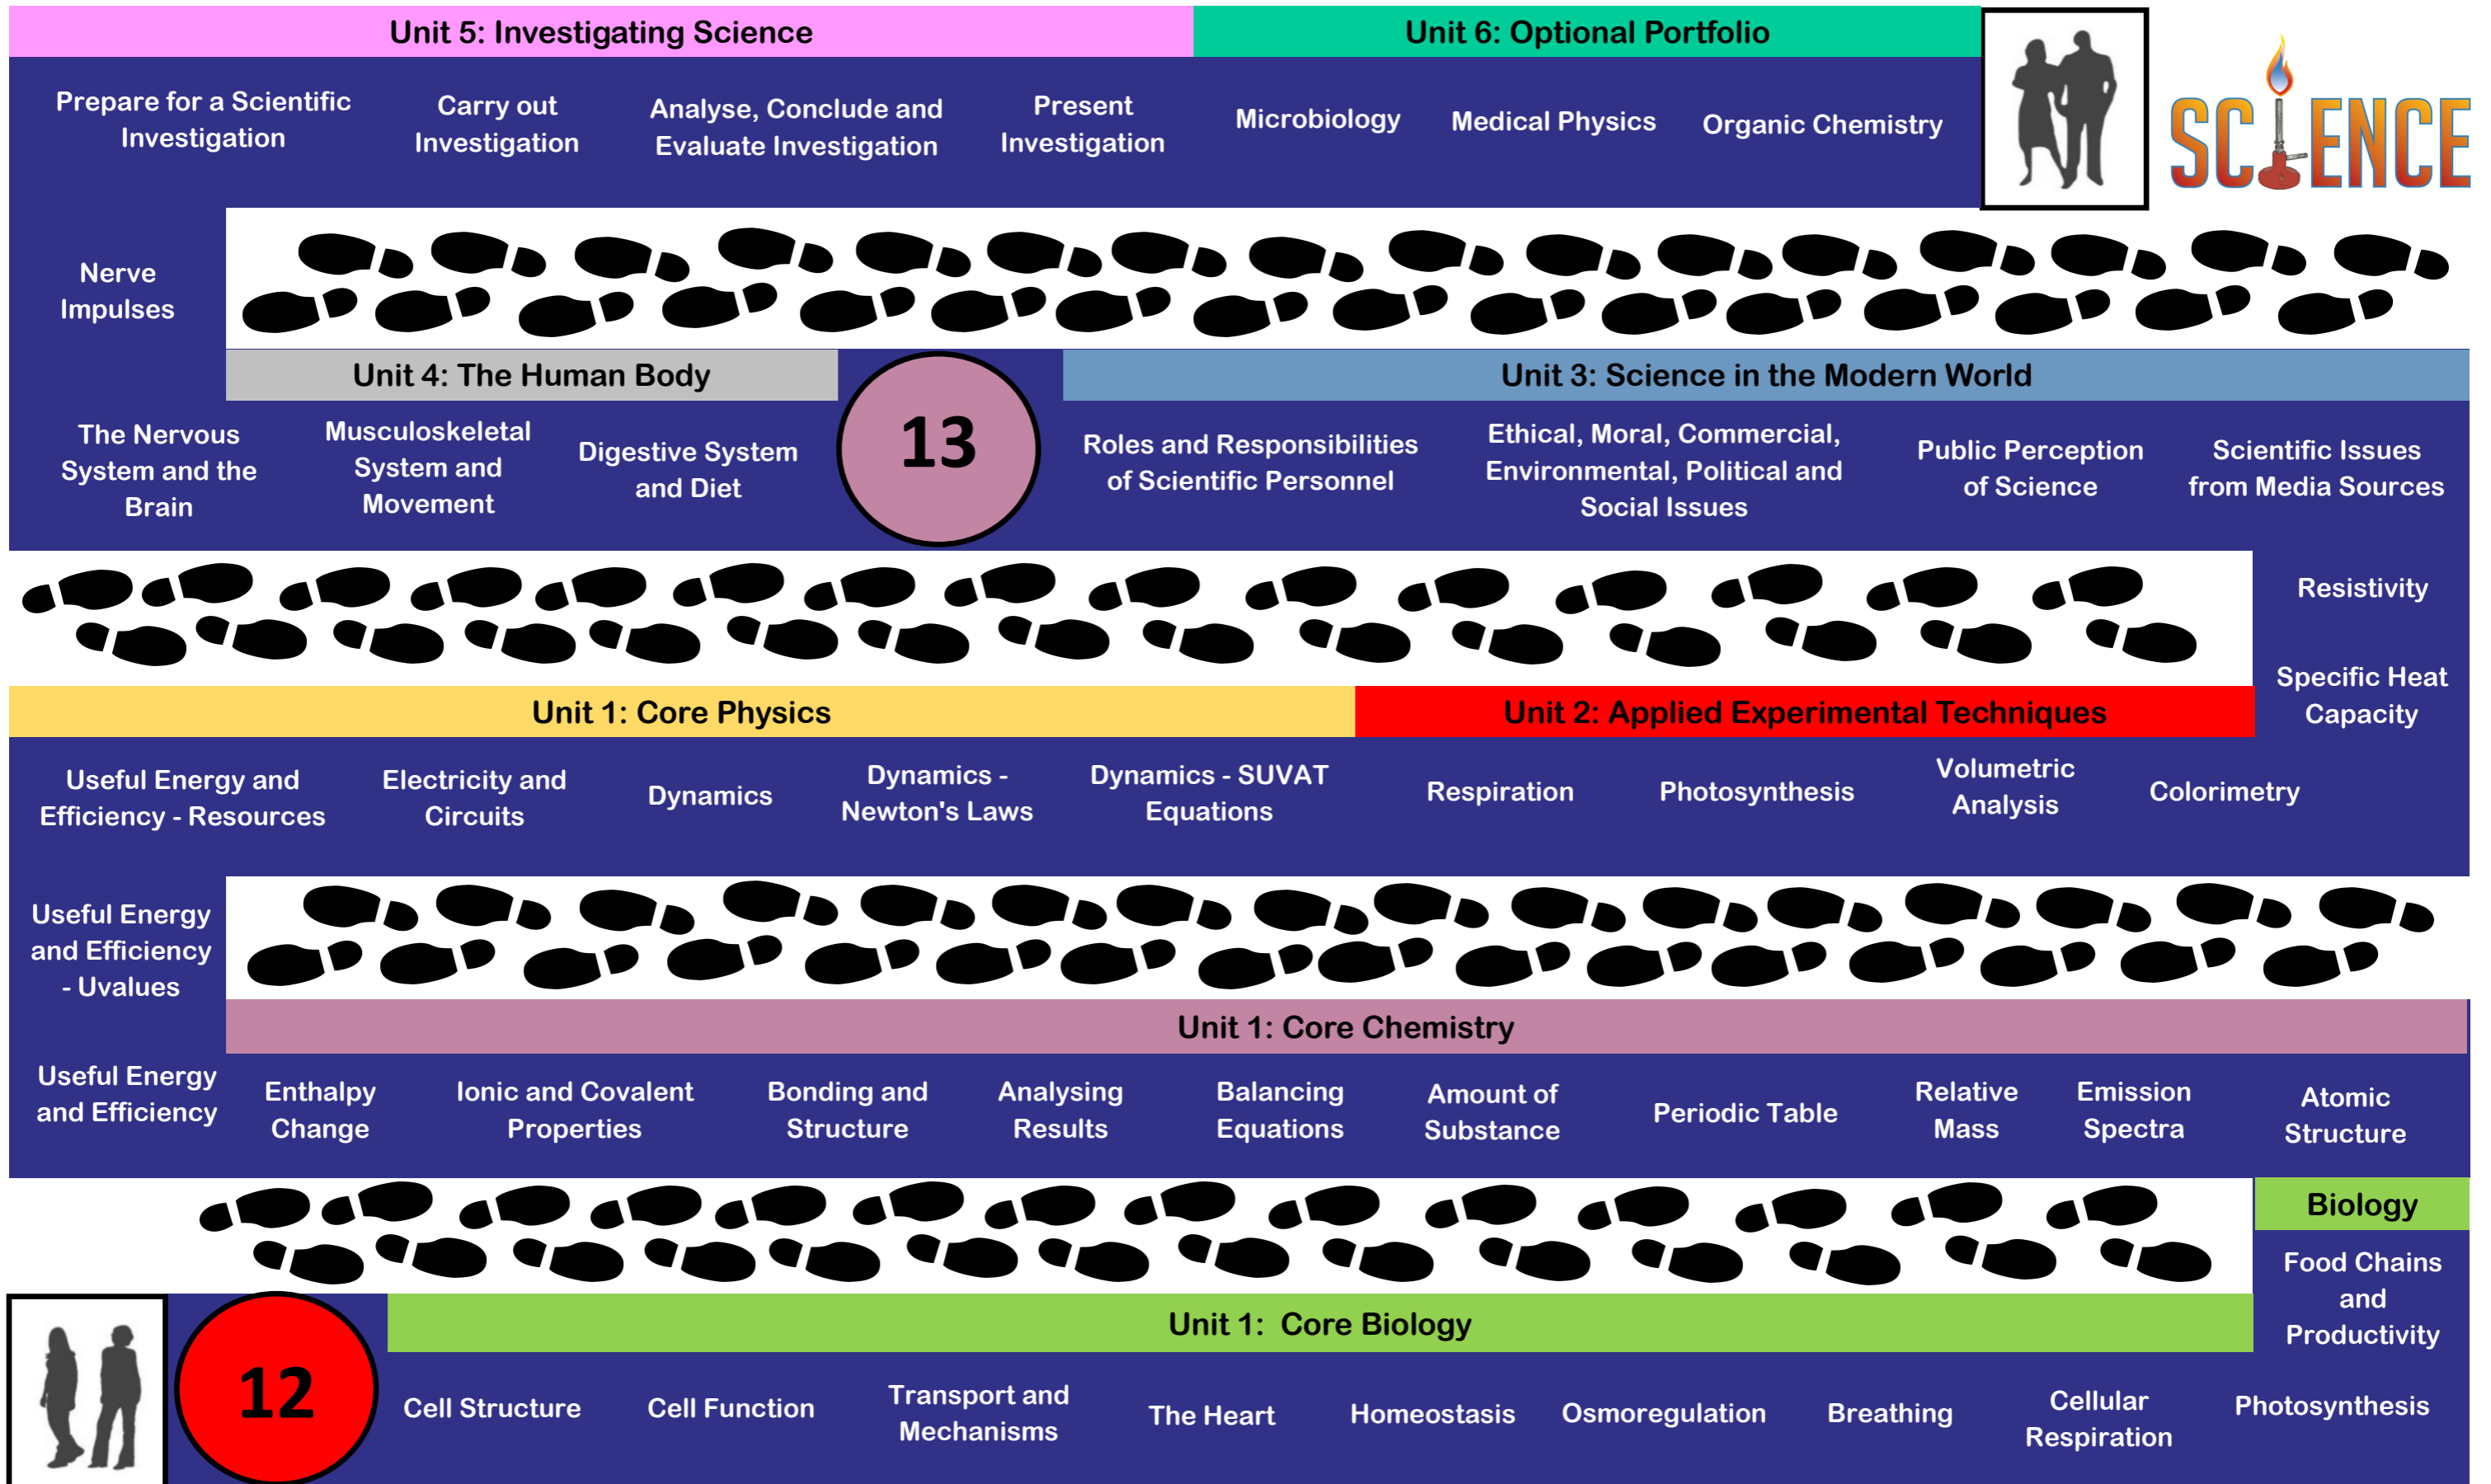 Unit 5: Investigating Science
Unit 6: Optional Portfolio
Prepare for a Scientific
Investigation
Carry out
Investigation
Analyse, Conclude and
Evaluate Investigation
Present
Investigation
Microbiology
Medical Physics
Organic Chemistry
SCIENCE
Nerve
Impulses
Unit 4: The Human Body
13
Unit 3: Science in the Modern World
The Nervous
System and the
Brain
Musculoskeletal
System and
Movement
Digestive System
and Diet
Roles and Responsibilities
of Scientific Personnel
Ethical, Moral, Commercial,
Environmental, Political and
Social Issues
Public Perception
of Science
Scientific Issues
from Media Sources
Resistivity
Specific Heat
Capacity
Unit 1: Core Physics
Unit 2: Applied Experimental Techniques
Useful Energy and
Efficiency - Resources
Electricity and
Circuits
Dynamics
Dynamics -
Newton's Laws
Dynamics - SUVAT
Equations
Respiration
Photosynthesis
Volumetric
Analysis
Colorimetry
Useful Energy
and Efficiency
- Uvalues
Unit 1: Core Chemistry
Useful Energy
and Efficiency
Enthalpy
Change
Ionic and Covalent
Properties
Bonding and
Structure
Analysing
Results
Balancing
Equations
Amount of
Substance
Periodic Table
Relative
Mass
Emission
Spectra
Atomic
Structure
Biology
Food Chains
and
Productivity
Unit 1: Core Biology
12
Cell Structure
Cell Function
Transport and
Mechanisms
The Heart
Homeostasis
Osmoregulation
Breathing
Cellular
Respiration
Photosynthesis